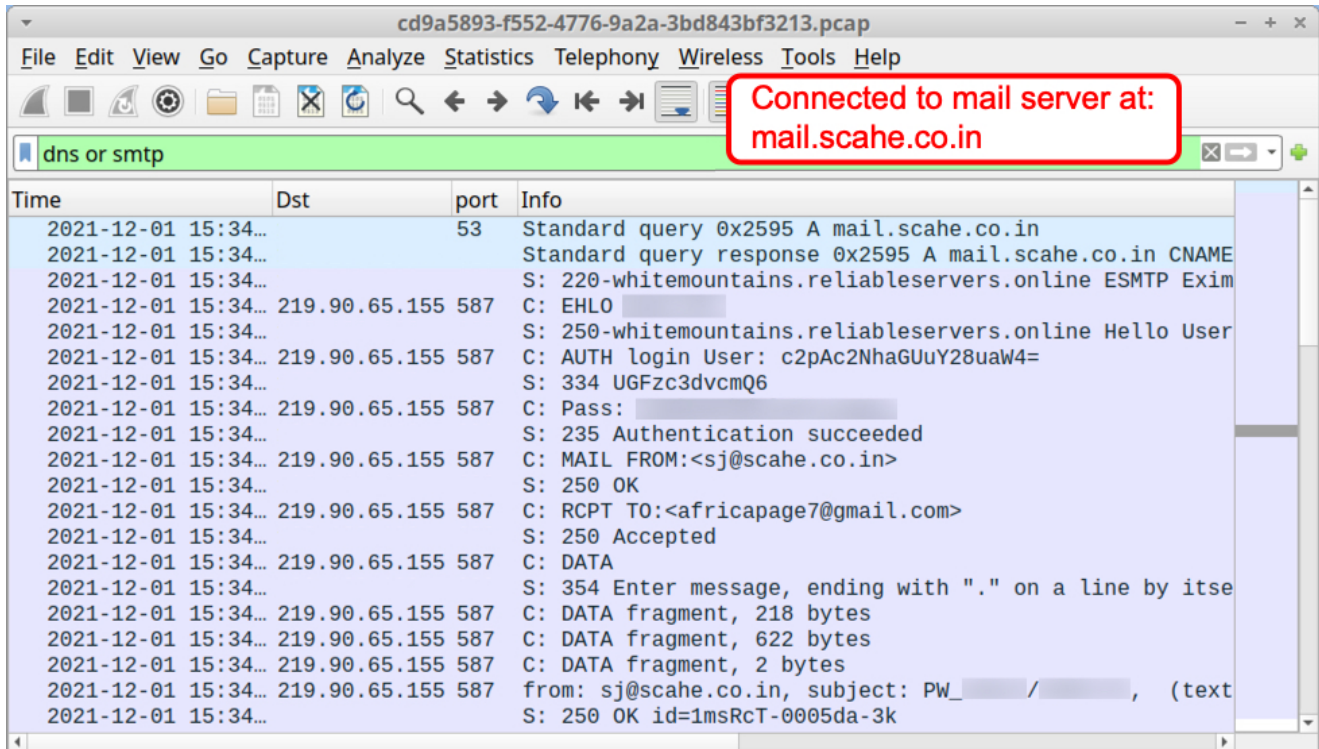 cd9a5893-f552-4776-9a2a-3bd843bf3213.pcap
File Edit View Go Capture Analyze Statistics Telephony Wireless Tools Help
Connected to mail server at:
mail.scahe.co.in
dns or smtp
Time Dst port Info
2021-12-01 15:34… 53 Standard query 0x2595 A mail.scahe.co.in
2021-12-01 15:34… Standard query response 0x2595 A mail.scahe.co.in CNAME
2021-12-01 15:34… S: 220-whitemountains.reliableservers.online ESMTP Exim
2021-12-01 15:34… 219.90.65.155 587 C: EHLO
2021-12-01 15:34… S: 250-whitemountains.reliableservers.online Hello User
2021-12-01 15:34… 219.90.65.155 587 C: AUTH login User: c2pAc2NhaGUuY28uaW4=
2021-12-01 15:34… S: 334 UGFzc3dvcmQ6
2021-12-01 15:34… 219.90.65.155 587 C: Pass:
2021-12-01 15:34… S: 235 Authentication succeeded
2021-12-01 15:34… 219.90.65.155 587 C: MAIL FROM:<sj@scahe.co.in>
2021-12-01 15:34… S: 250 OK
2021-12-01 15:34… 219.90.65.155 587 C: RCPT TO:<africapage7@gmail.com>
2021-12-01 15:34… S: 250 Accepted
2021-12-01 15:34… 219.90.65.155 587 C: DATA
2021-12-01 15:34… S: 354 Enter message, ending with "." on a line by itse
2021-12-01 15:34… 219.90.65.155 587 C: DATA fragment, 218 bytes
2021-12-01 15:34… 219.90.65.155 587 C: DATA fragment, 622 bytes
2021-12-01 15:34… 219.90.65.155 587 C: DATA fragment, 2 bytes
2021-12-01 15:34… 219.90.65.155 587 from: sj@scahe.co.in, subject: PW_ / , (text
2021-12-01 15:34… S: 250 OK id=1msRcT-0005da-3k